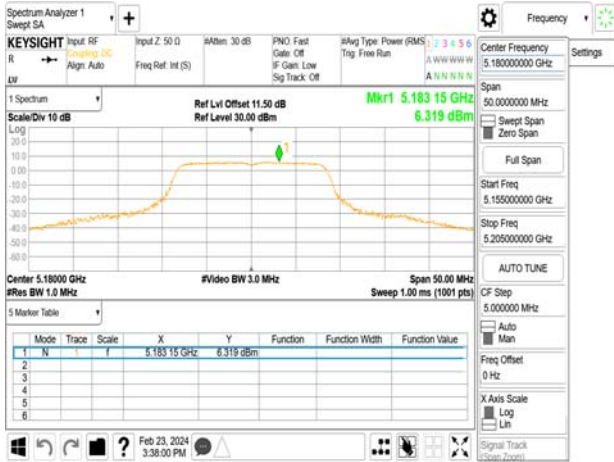 Spectrum Analyzer 1
Swept SA
Frequency
KEYSIGHT
Input: RF
Coupling: DC
Align: Auto
Input Z: 50 Ω
Freq Ref: Int (S)
#Atten: 30 dB
PNO: Fast
Gate: Off
IF Gain: Low
Sig Track: Off
#Avg Type: Power (RMS
Trig: Free Run
1 2 3 4 5 6
A W W W W W
A N N N N N
R
Center Frequency
5.180000000 GHz
Settings
Span
50.0000000 MHz
Swept Span
Zero Span
Full Span
Start Freq
5.155000000 GHz
Stop Freq
5.205000000 GHz
AUTO TUNE
CF Step
5.000000 MHz
Auto
Man
Freq Offset
0 Hz
X Axis Scale
Log
Lin
Signal Track
(Span Zoom)
1 Spectrum
Scale/Div 10 dB
Ref Lvl Offset 11.50 dB
Ref Level 30.00 dBm
Mkr1 5.183 15 GHz
6.319 dBm
Log
20.0
10.0
0.00
-10.0
-20.0
-30.0
-40.0
-50.0
-60.0
1
Center 5.18000 GHz
#Res BW 1.0 MHz
#Video BW 3.0 MHz
Span 50.00 MHz
Sweep 1.00 ms (1001 pts)
5 Marker Table
Mode Trace Scale X Y Function Function Width Function Value
1 N 1 f 5.183 15 GHz 6.319 dBm
2
3
4
5
6
?
Feb 23, 2024
3:38:00 PM